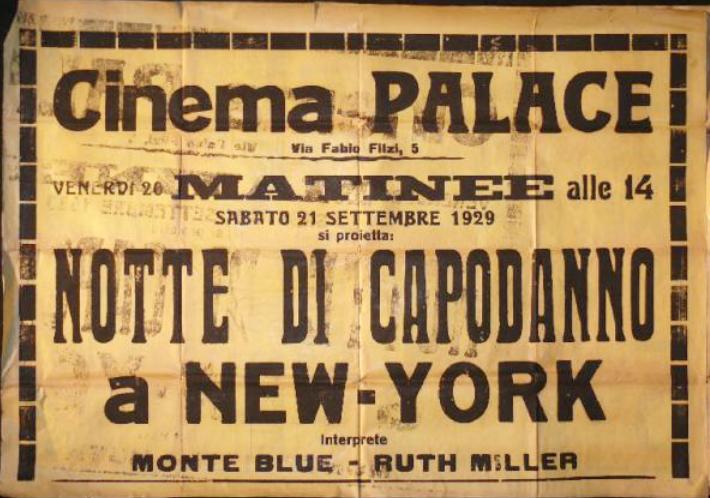 Cinema PALACE
Via Fabio Filzi, 5
VENERDI 20 MATINEE alle 14
SABATO 21 SETTEMBRE 1929
si proietta:
NOTTE DI CAPODANNO
a NEW-YORK
Interprete
MONTE BLUE - RUTH MILLER